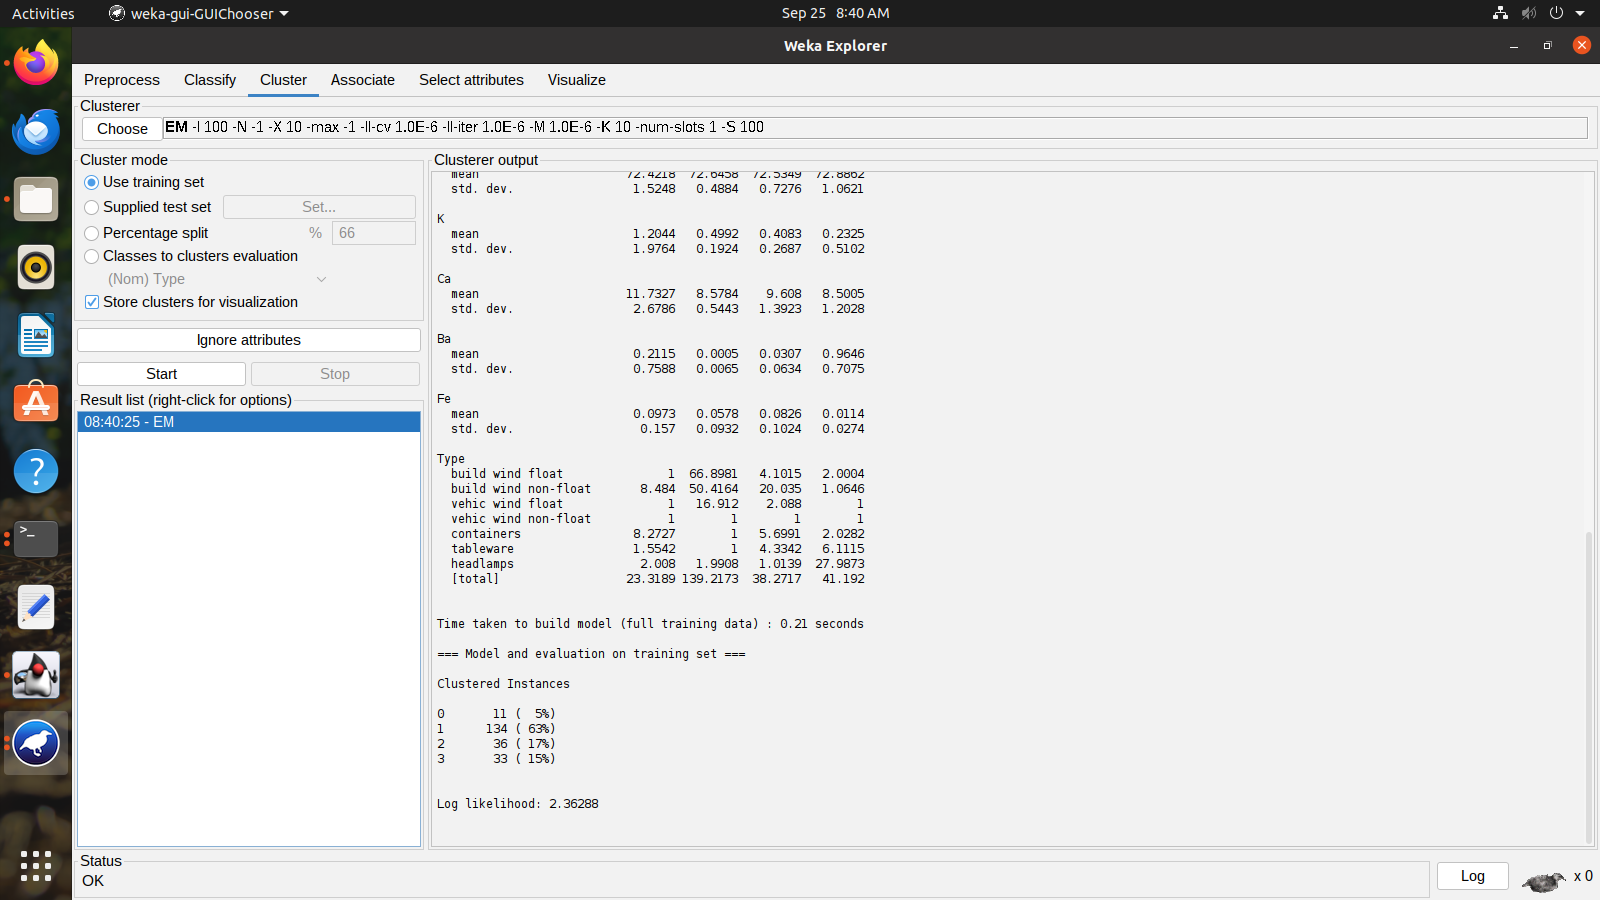 Activities weka-gui-GUIChooser Sep 25 8:40 AM
Weka Explorer
Preprocess Classify Cluster Associate Select attributes Visualize
Clusterer
Choose EM -I 100 -N -1 -X 10 -max -1 -ll-cv 1.0E-6 -ll-iter 1.0E-6 -M 1.0E-6 -K 10 -num-slots 1 -S 100
Cluster mode
Use training set
Supplied test set Set...
Percentage split % 66
Classes to clusters evaluation
(Nom) Type
Store clusters for visualization
Ignore attributes
Start Stop
Result list (right-click for options)
08:40:25 - EM
Clusterer output
mean 72.4218 72.6458 72.5349 72.8862
std. dev. 1.5248 0.4884 0.7276 1.0621
K
mean 1.2044 0.4992 0.4083 0.2325
std. dev. 1.9764 0.1924 0.2687 0.5102
Ca
mean 11.7327 8.5784 9.608 8.5005
std. dev. 2.6786 0.5443 1.3923 1.2028
Ba
mean 0.2115 0.0005 0.0307 0.9646
std. dev. 0.7588 0.0065 0.0634 0.7075
Fe
mean 0.0973 0.0578 0.0826 0.0114
std. dev. 0.157 0.0932 0.1024 0.0274
Type
build wind float 1 66.8981 4.1015 2.0004
build wind non-float 8.484 50.4164 20.035 1.0646
vehic wind float 1 16.912 2.088 1
vehic wind non-float 1 1 1 1
containers 8.2727 1 5.6991 2.0282
tableware 1.5542 1 4.3342 6.1115
headlamps 2.008 1.9908 1.0139 27.9873
[total] 23.3189 139.2173 38.2717 41.192
Time taken to build model (full training data) : 0.21 seconds
=== Model and evaluation on training set ===
Clustered Instances
0 11 ( 5%)
1 134 ( 63%)
2 36 ( 17%)
3 33 ( 15%)
Log likelihood: 2.36288
Status
OK
Log x 0